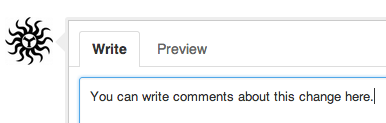 Write Preview
You can write comments about this change here.